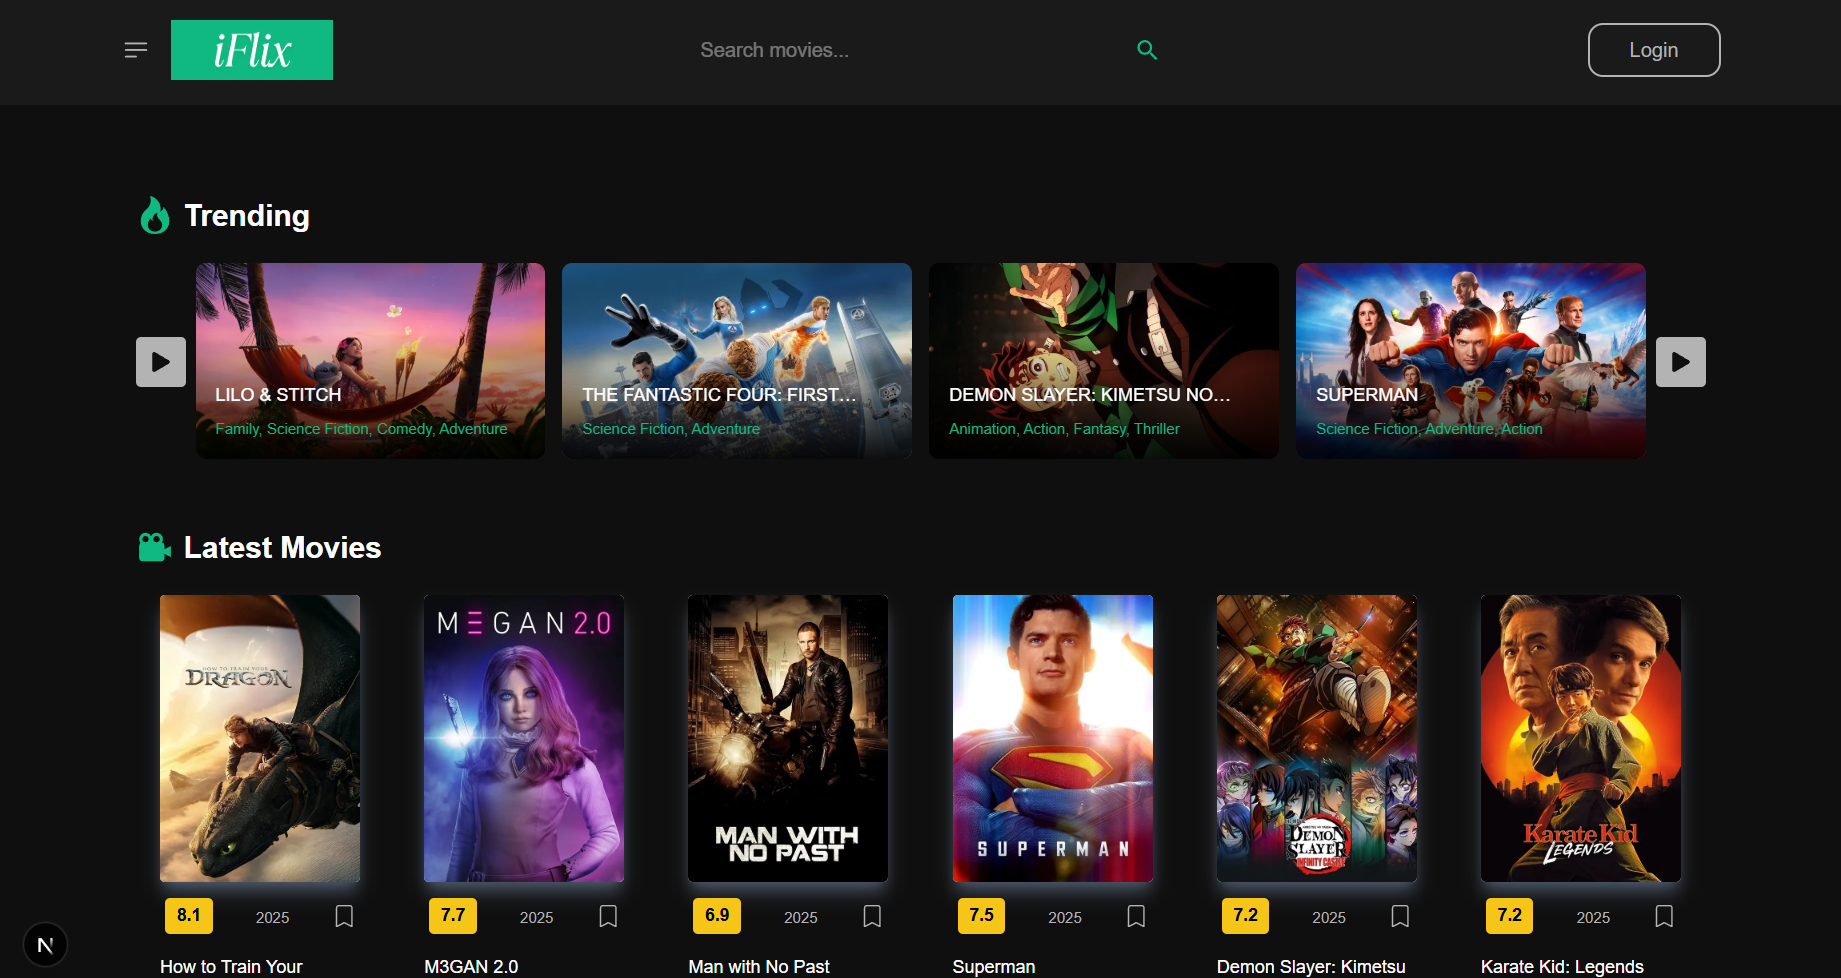 iFlix
Search movies...
Login
Trending
LILO & STITCH
Family, Science Fiction, Comedy, Adventure
THE FANTASTIC FOUR: FIRST...
Science Fiction, Adventure
DEMON SLAYER: KIMETSU NO...
Animation, Action, Fantasy, Thriller
SUPERMAN
Science Fiction, Adventure, Action
Latest Movies
HOW TO TRAIN YOUR
DRAGON
MΞGAN 2.0
MAN WITH
NO PAST
SUPERMAN
DEMON
SLAYER
INFINITY CASTLE
Karate Kid
LEGENDS
8.1
2025
7.7
2025
6.9
2025
7.5
2025
7.2
2025
7.2
2025
N
How to Train Your
M3GAN 2.0
Man with No Past
Superman
Demon Slayer: Kimetsu
Karate Kid: Legends